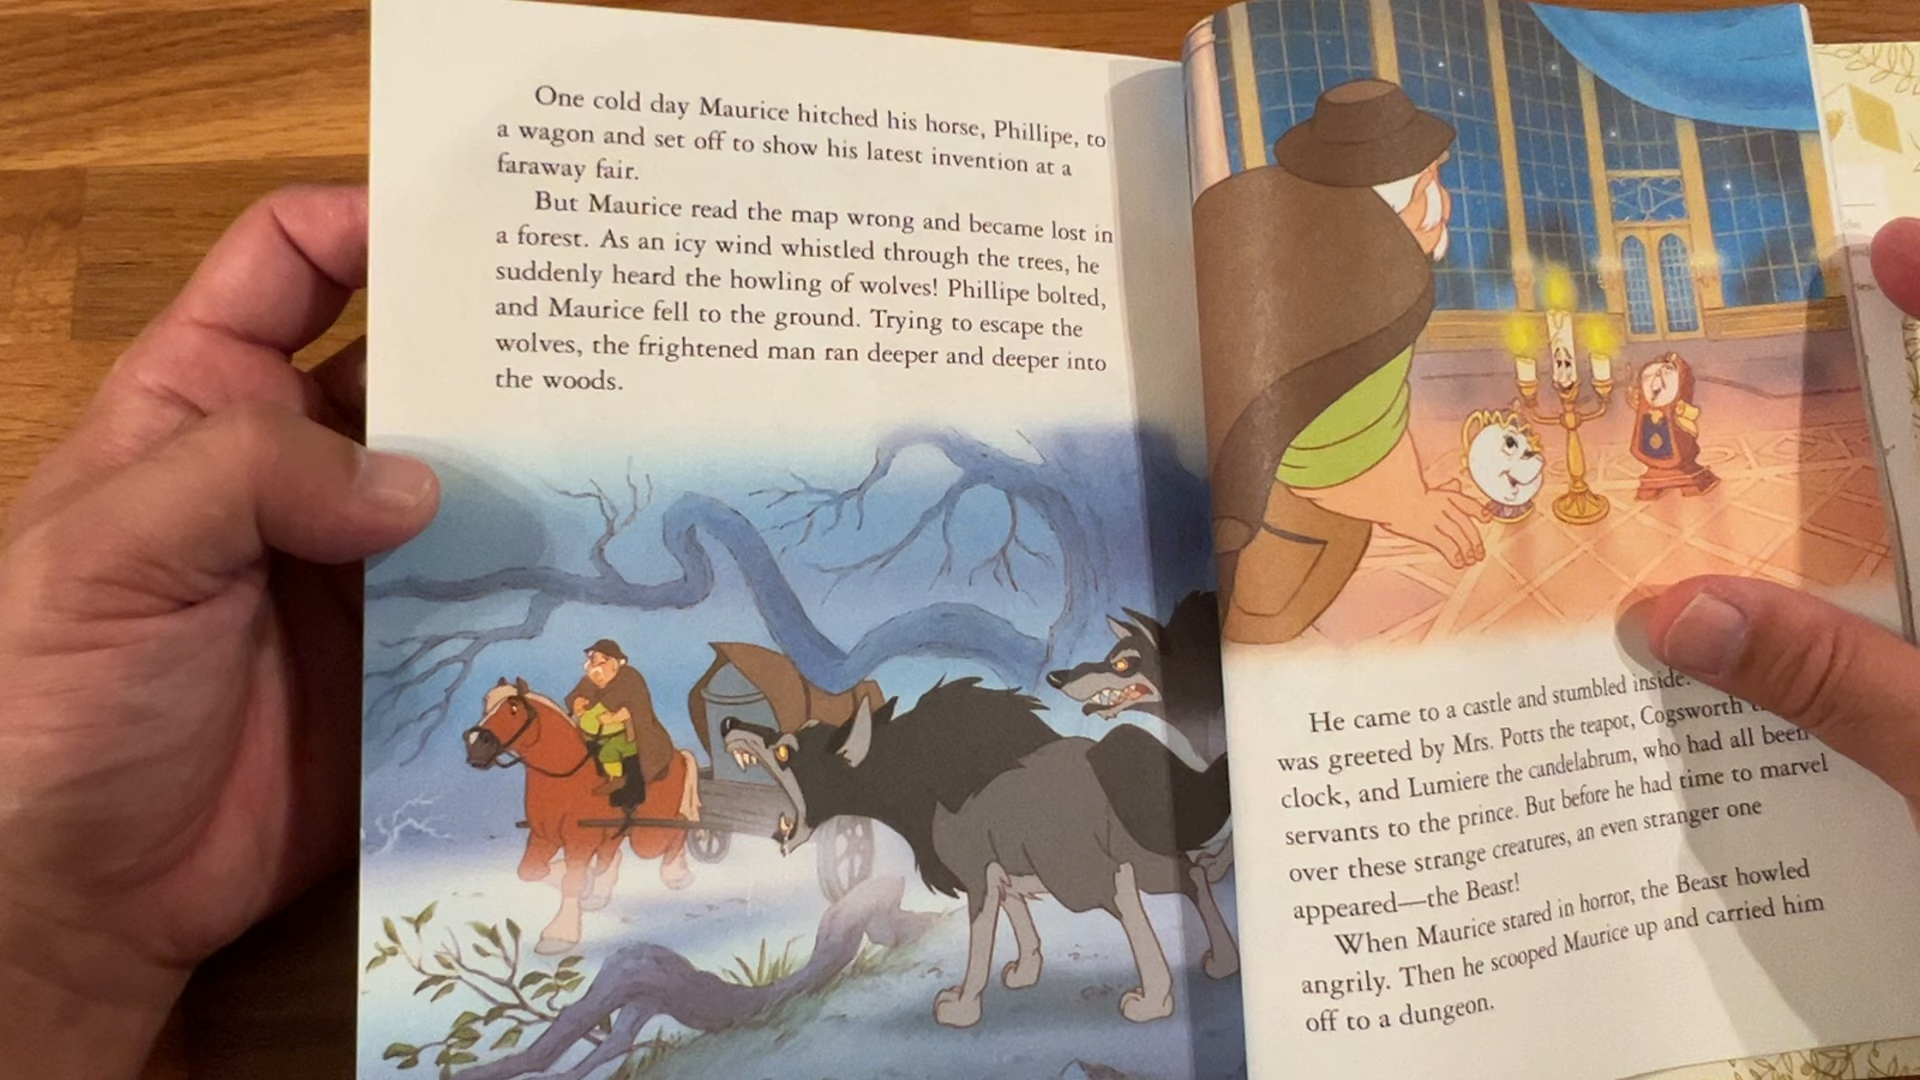 One cold day Maurice hitched his horse, Phillipe, to
a wagon and set off to show his latest invention at a
faraway fair.
But Maurice read the map wrong and became lost in
a forest. As an icy wind whistled through the trees, he
suddenly heard the howling of wolves! Phillipe bolted,
and Maurice fell to the ground. Trying to escape the
wolves, the frightened man ran deeper and deeper into
the woods.
He came to a castle and stumbled inside.
was greeted by Mrs. Potts the teapot, Cogsworth
clock, and Lumiere the candelabrum, who had all been
servants to the prince. But before he had time to marvel
over these strange creatures, an even stranger one
appeared—the Beast!
When Maurice stared in horror, the Beast howled
angrily. Then he scooped Maurice up and carried him
off to a dungeon.